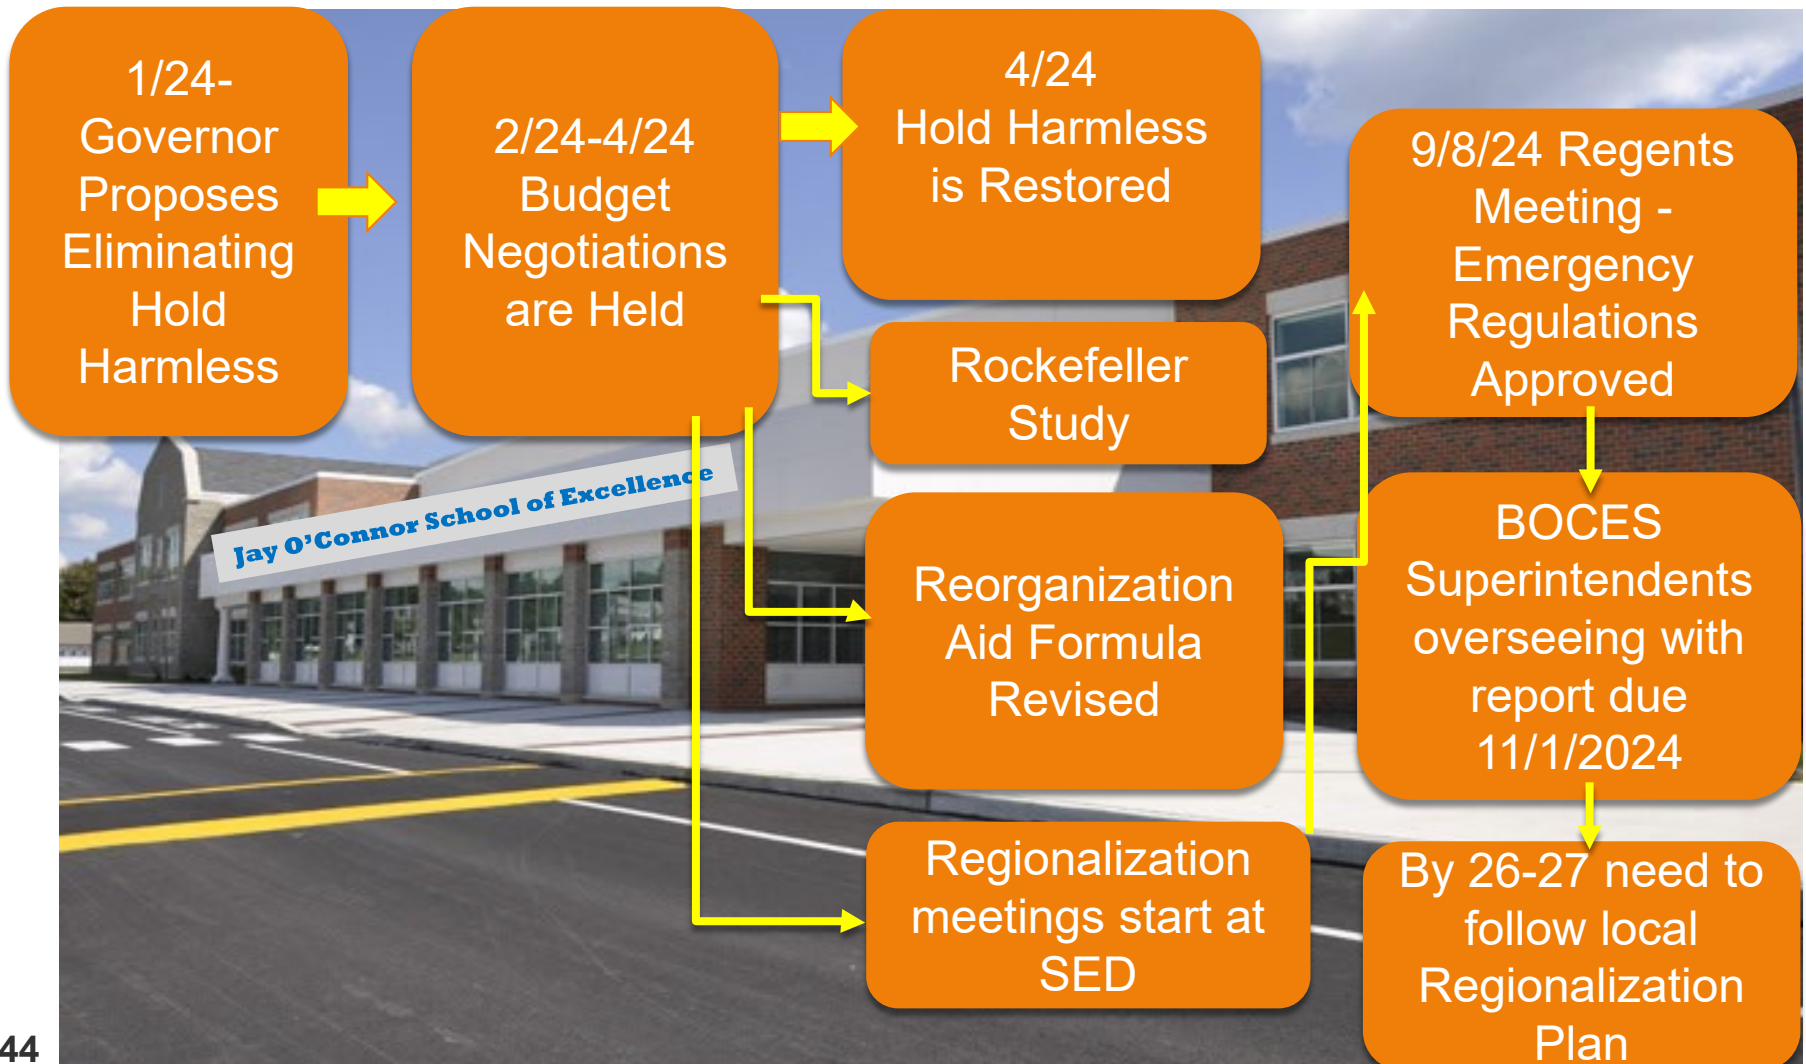 1/24-
Governor
Proposes
Eliminating
Hold
Harmless
2/24-4/24
Budget
Negotiations
are Held
4/24
Hold Harmless
is Restored
Rockefeller
Study
Reorganization
Aid Formula
Revised
Regionalization
meetings start at
SED
9/8/24 Regents
Meeting -
Emergency
Regulations
Approved
BOCES
Superintendents
overseeing with
report due
11/1/2024
By 26-27 need to
follow local
Regionalization
Plan
Jay O'Connor School of Excellence
44